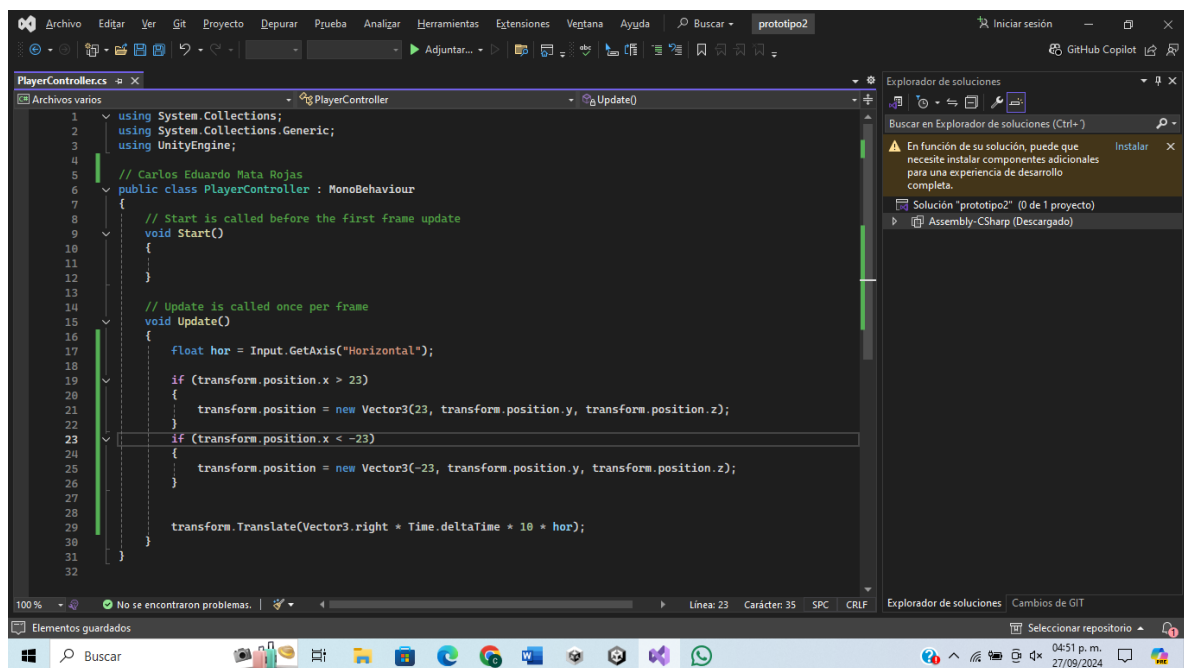 Archivo Editar Ver Git Proyecto Depurar Prueba Analizar Herramientas Extensiones Ventana Ayuda Buscar prototipo2 Iniciar sesión
Adjuntar... GitHub Copilot
PlayerController.cs
Archivos varios PlayerController Update()
1 using System.Collections;
2 using System.Collections.Generic;
3 using UnityEngine;
4
5 // Carlos Eduardo Mata Rojas
6 public class PlayerController : MonoBehaviour
7 {
8 // Start is called before the first frame update
9 void Start()
10 {
11
12 }
13
14 // Update is called once per frame
15 void Update()
16 {
17 float hor = Input.GetAxis("Horizontal");
18
19 if (transform.position.x > 23)
20 {
21 transform.position = new Vector3(23, transform.position.y, transform.position.z);
22 }
23 if (transform.position.x < -23)
24 {
25 transform.position = new Vector3(-23, transform.position.y, transform.position.z);
26 }
27
28
29 transform.Translate(Vector3.right * Time.deltaTime * 10 * hor);
30 }
31 }
32
100 % No se encontraron problemas. Línea: 23 Carácter: 35 SPC CRLF
Explorador de soluciones
Buscar en Explorador de soluciones (Ctrl+´)
En función de su solución, puede que Instalar
necesite instalar componentes adicionales
para una experiencia de desarrollo
completa.
Solución "prototipo2" (0 de 1 proyecto)
Assembly-CSharp (Descargado)
Explorador de soluciones Cambios de GIT
Elementos guardados Seleccionar repositorio 1
Buscar
04:51 p. m.
27/09/2024